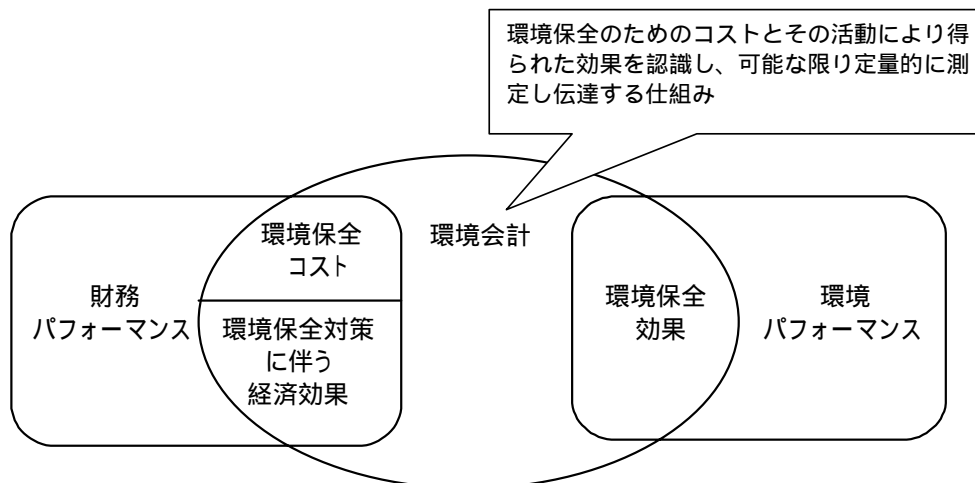 環境保全のためのコストとその活動により得
られた効果を認識し、可能な限り定量的に測
定し伝達する仕組み
環境保全
コスト
環境会計
財務
パフォーマンス
環境保全対策
に伴う
経済効果
環境保全
効果
環境
パフォーマンス